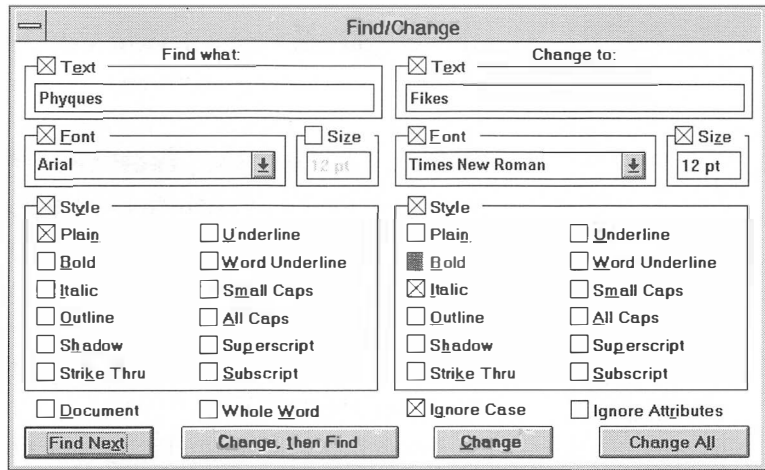 Find/Change
Find what: Change to:
Text Text
Phyques Fikes
Font Size Font Size
Arial 12 pt Times New Roman 12 pt
Style Style
Plain Underline Plain Underline
Bold Word Underline Bold Word Underline
Italic Small Caps Italic Small Caps
Outline All Caps Outline All Caps
Shadow Superscript Shadow Superscript
Strike Thru Subscript Strike Thru Subscript
Document Whole Word Ignore Case Ignore Attributes
Find Next Change, then Find Change Change All